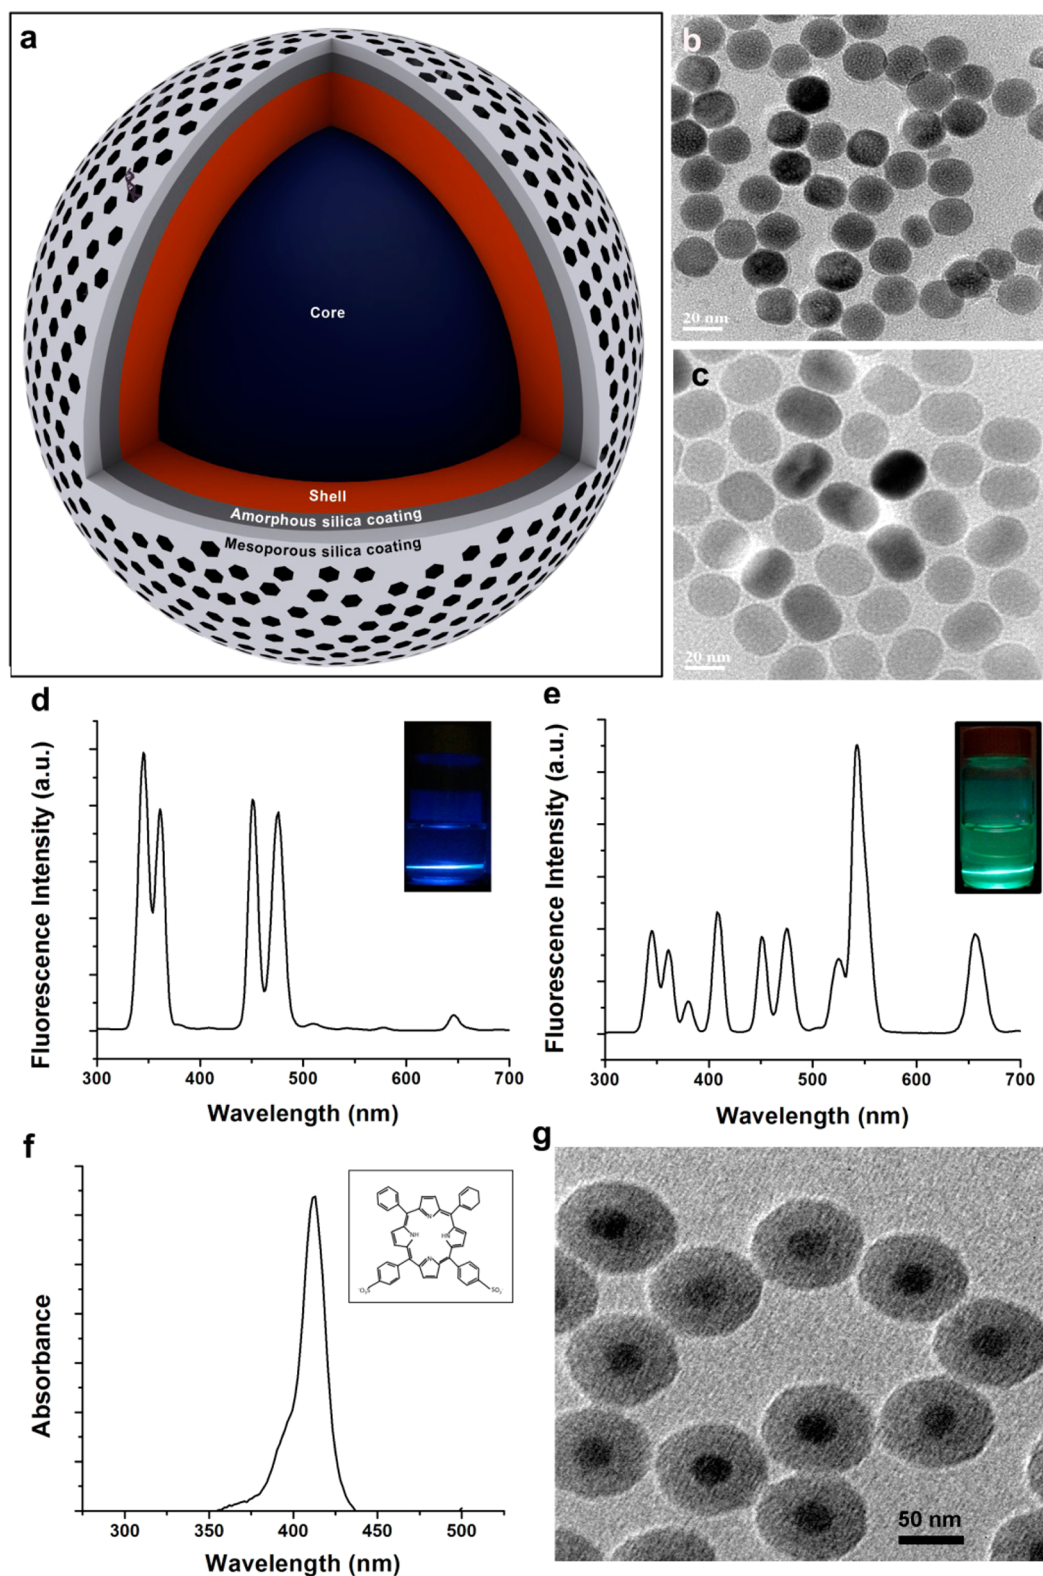 a
Core
Shell
Amorphous silica coating
Mesoporous silica coating
b
20 nm
c
20 nm
d
Fluorescence Intensity (a.u.)
300 400 500 600 700
Wavelength (nm)
e
Fluorescence Intensity (a.u.)
300 400 500 600 700
Wavelength (nm)
f
Absorbance
N
NH HN
N
300 350 400 450 500
Wavelength (nm)
g
50 nm